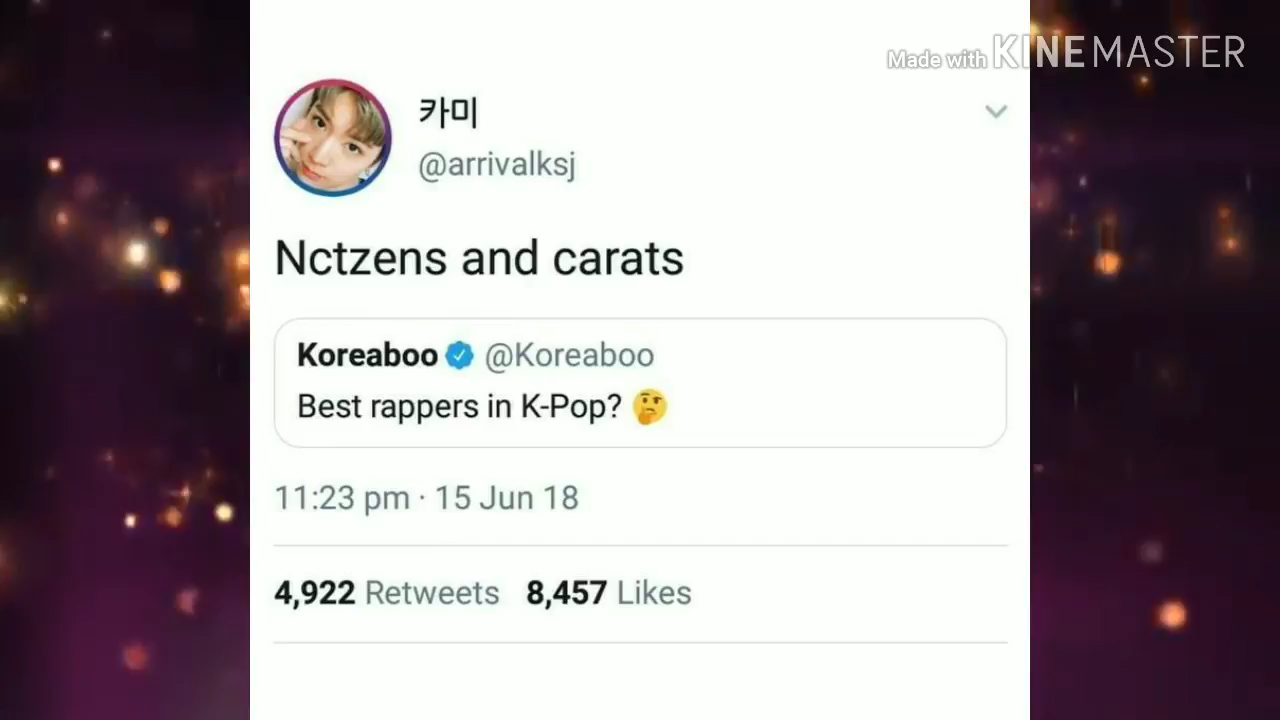 Made with KINEMASTER
카미
@arrivalksj
Nctzens and carats
Koreaboo @Koreaboo
Best rappers in K-Pop? 🤔
11:23 pm · 15 Jun 18
4,922 Retweets 8,457 Likes